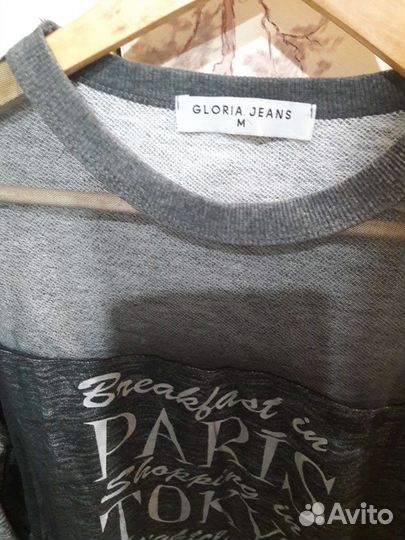 GLORIA JEANS
M
Breakfast in
PARIS
Shopping in
Avito